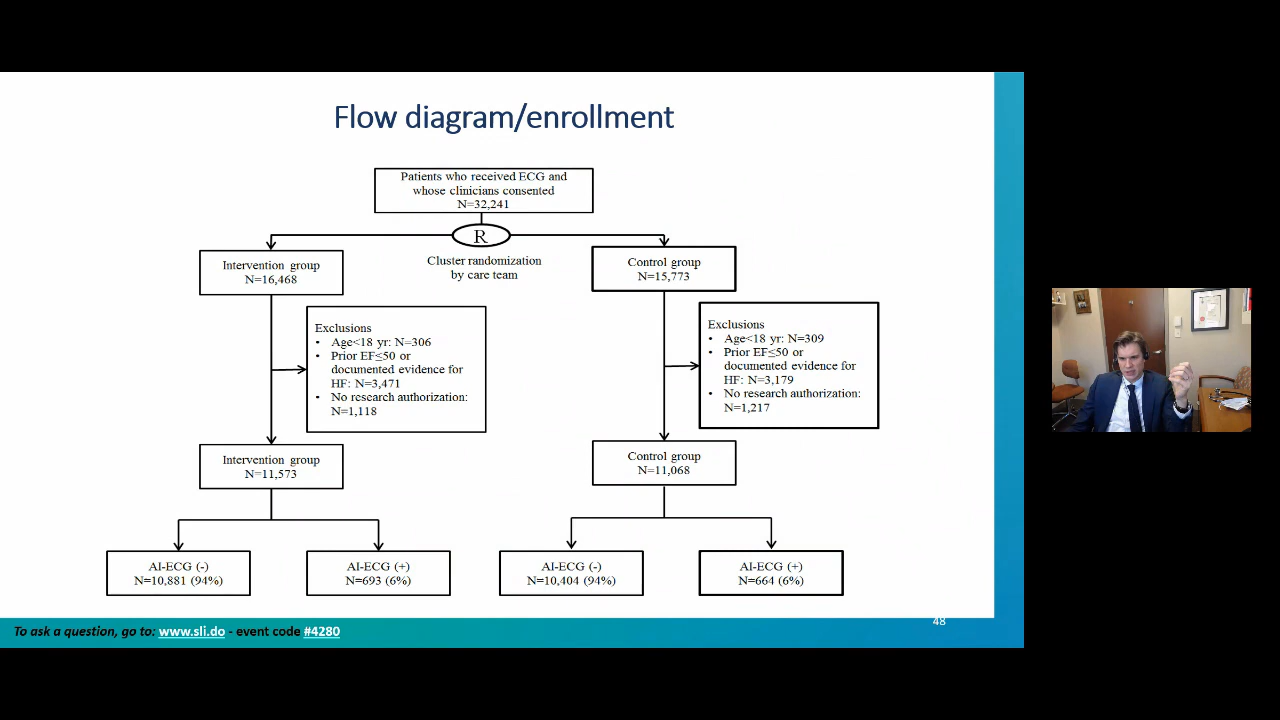 Flow diagram/enrollment
Patients who received ECG and
whose clinicians consented
N=32,241
R
Cluster randomization
by care team
Intervention group
N=16,468
Control group
N=15,773
Exclusions
• Age<18 yr: N=306
• Prior EF≤50 or
documented evidence for
HF: N=3,471
• No research authorization:
N=1,118
Exclusions
• Age<18 yr: N=309
• Prior EF≤50 or
documented evidence for
HF: N=3,179
• No research authorization:
N=1,217
Intervention group
N=11,573
Control group
N=11,068
AI-ECG (-)
N=10,881 (94%)
AI-ECG (+)
N=693 (6%)
AI-ECG (-)
N=10,404 (94%)
AI-ECG (+)
N=664 (6%)
To ask a question, go to: www.sli.do - event code #4280
48